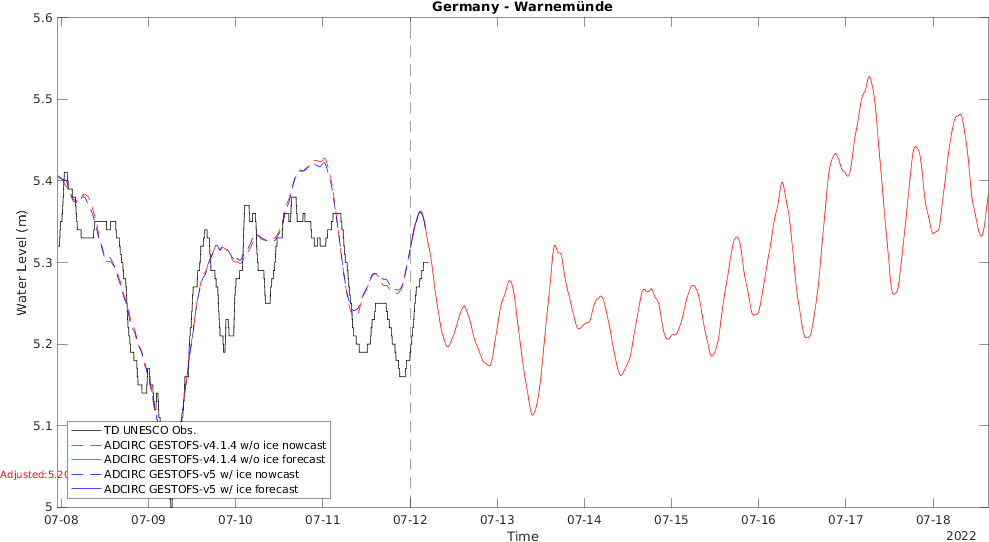 Germany - Warnemünde
5.6
5.5
5.4
5.3
5.2
5.1
5
Water Level (m)
TD UNESCO Obs.
ADCIRC GESTOFS-v4.1.4 w/o ice nowcast
ADCIRC GESTOFS-v4.1.4 w/o ice forecast
ADCIRC GESTOFS-v5 w/ ice nowcast
ADCIRC GESTOFS-v5 w/ ice forecast
Adjusted:5.20
07-08 07-09 07-10 07-11 07-12 07-13 07-14 07-15 07-16 07-17 07-18
Time
2022